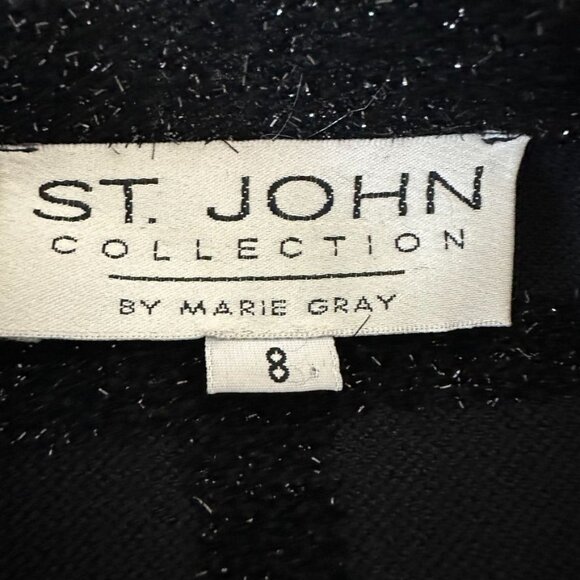 ST. JOHN
COLLECTION
BY MARIE GRAY
8